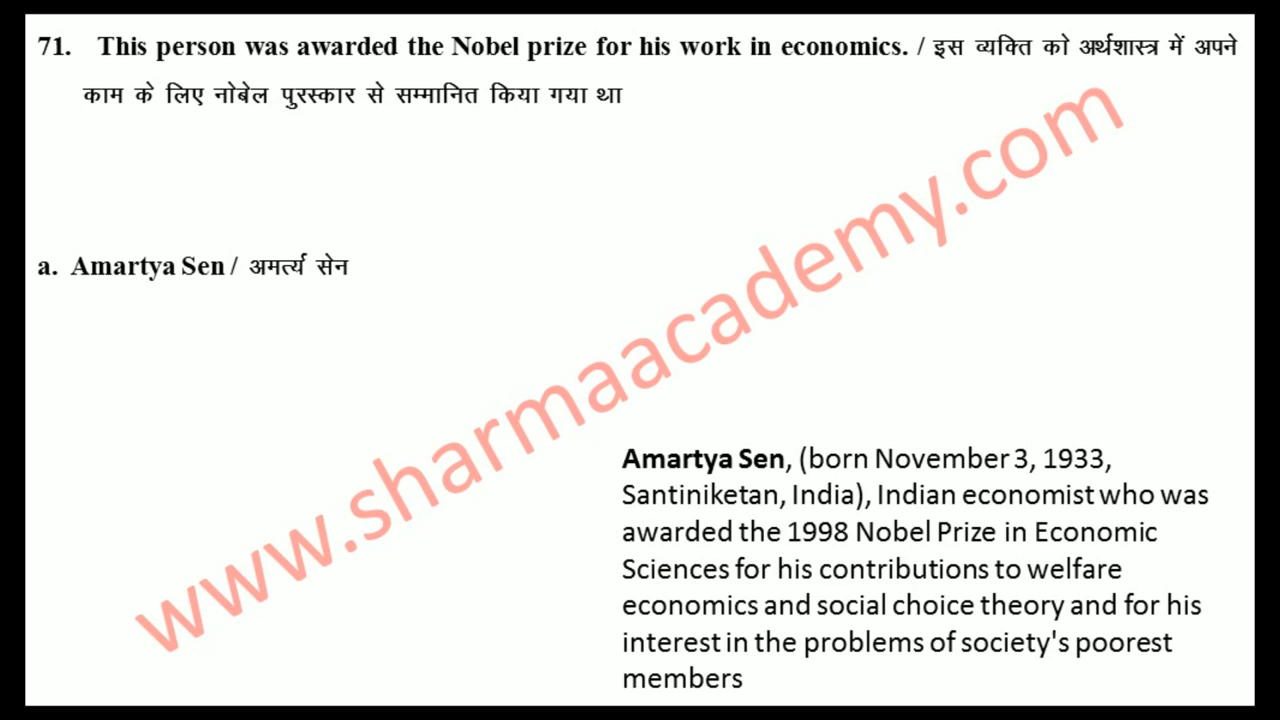 71. This person was awarded the Nobel prize for his work in economics. / इस व्यक्ति को अर्थशास्त्र में अपने
काम के लिए नोबेल पुरस्कार से सम्मानित किया गया था
a. Amartya Sen / अमर्त्य सेन
www.sharmaacademy.com
Amartya Sen, (born November 3, 1933,
Santiniketan, India), Indian economist who was
awarded the 1998 Nobel Prize in Economic
Sciences for his contributions to welfare
economics and social choice theory and for his
interest in the problems of society's poorest
members